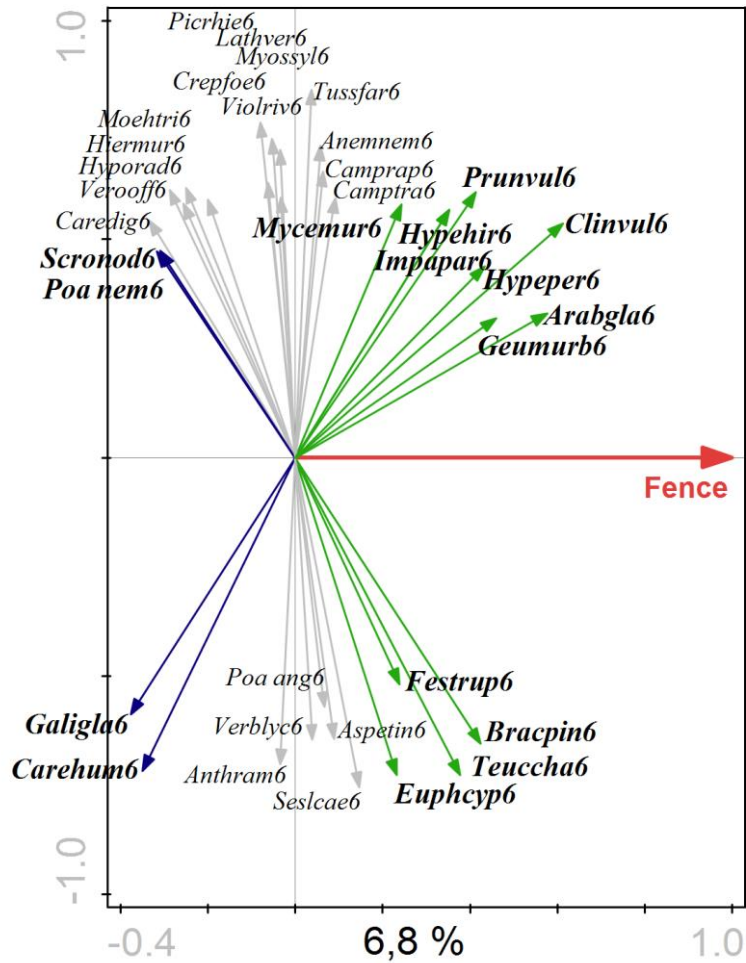 1.0
Picrhie6
Lathver6
Myossyl6
Crepfoe6
Tussfar6
Violriv6
Moehtri6
Hiermur6
Anemnem6
Hyporad6
Camprap6
Prunvul6
Verooff6
Camptra6
Caredig6
Mycemur6
Hypehir6
Clinvul6
Scronod6
Impapar6
Hypeper6
Poa nem6
Arabgla6
Geumurb6
Fence
Poa ang6
Festrup6
Galigla6
Verblyc6
Aspetin6
Bracpin6
Carehum6
Anthram6
Teuccha6
Seslcae6
Euphcyp6
-1.0
-0.4
6,8 %
1.0